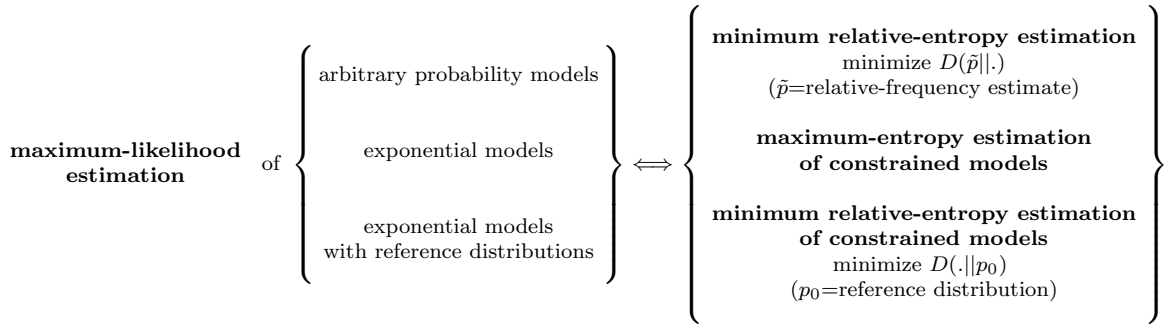 maximum-likelihood
estimation
of
arbitrary probability models
exponential models
exponential models
with reference distributions
⟺
minimum relative-entropy estimation
minimize D(p̃||.)
(p̃=relative-frequency estimate)
maximum-entropy estimation
of constrained models
minimum relative-entropy estimation
of constrained models
minimize D(.||p₀)
(p₀=reference distribution)